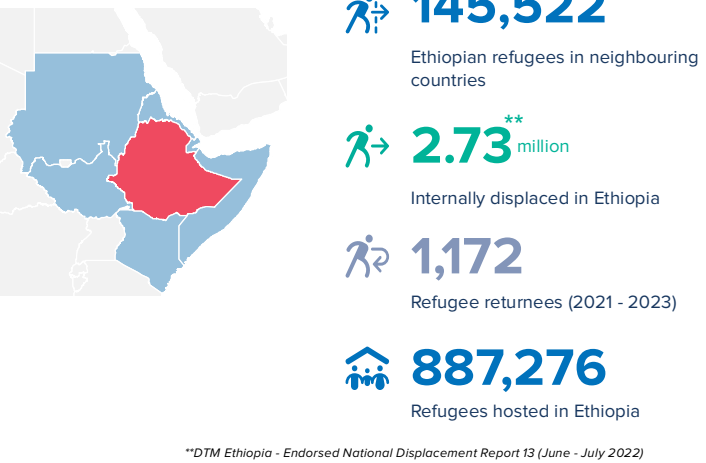 145,522
Ethiopian refugees in neighbouring
countries
2.73** million
Internally displaced in Ethiopia
1,172
Refugee returnees (2021 - 2023)
887,276
Refugees hosted in Ethiopia
**DTM Ethiopia - Endorsed National Displacement Report 13 (June - July 2022)